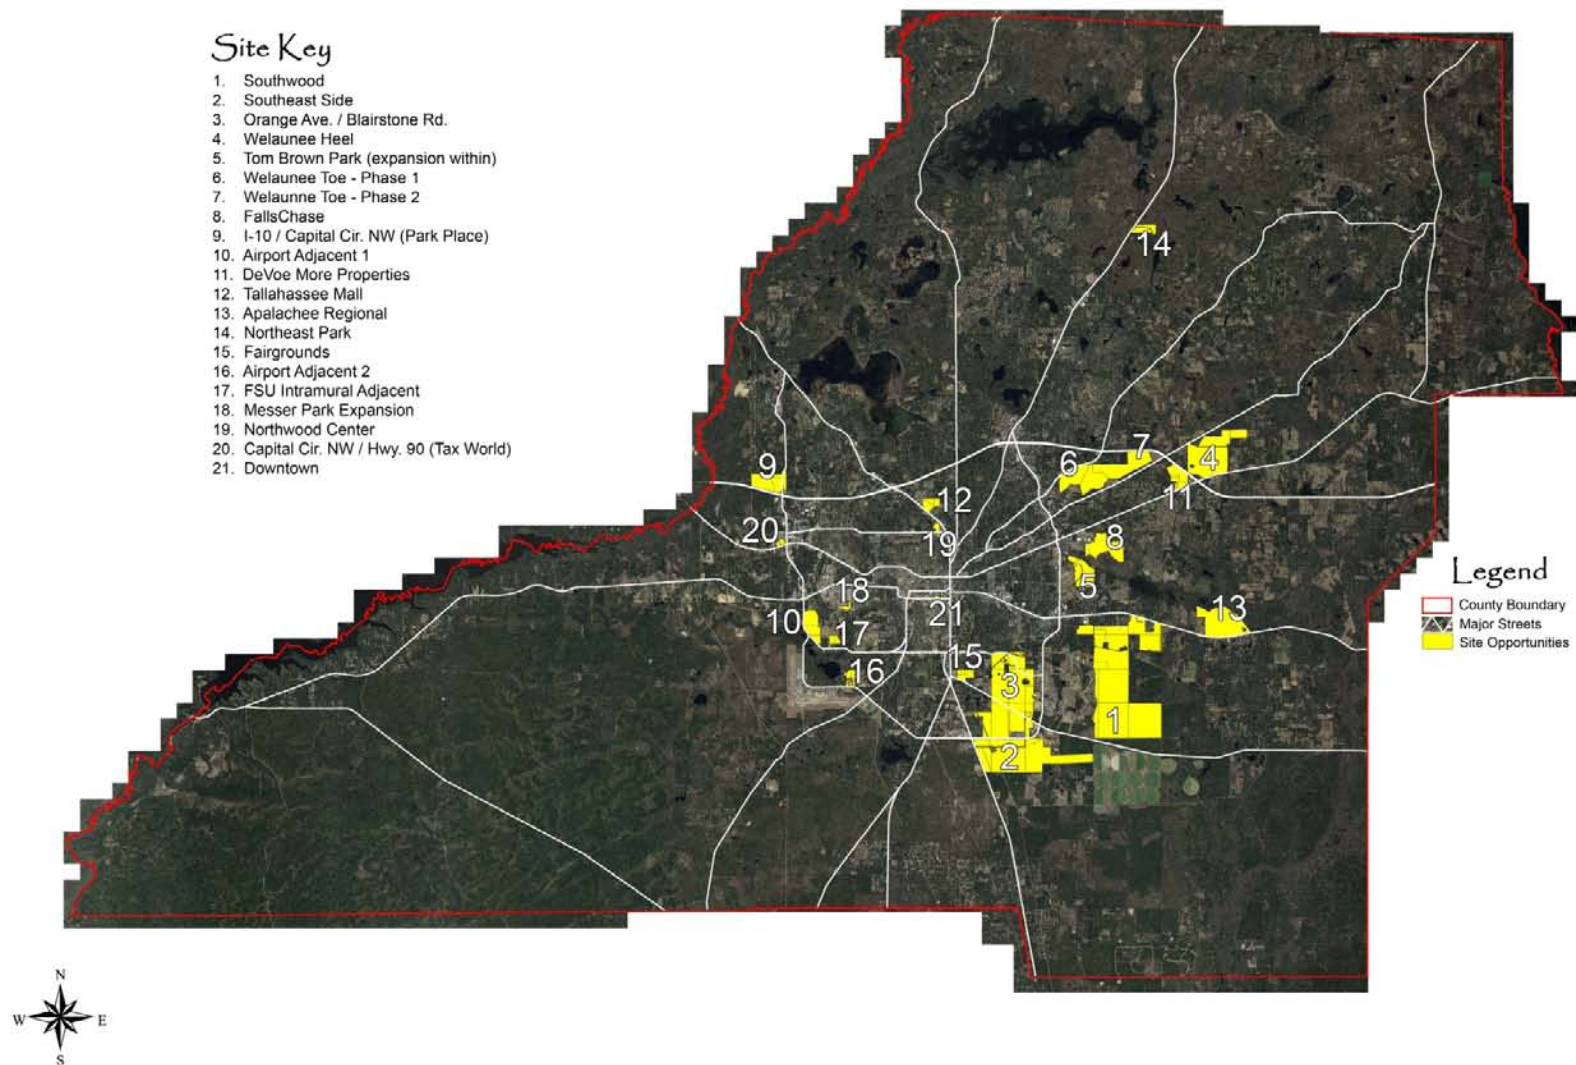 Site Key
1. Southwood
2. Southeast Side
3. Orange Ave. / Blairstone Rd.
4. Welaunee Heel
5. Tom Brown Park (expansion within)
6. Welaunee Toe - Phase 1
7. Welaunne Toe - Phase 2
8. FallsChase
9. I-10 / Capital Cir. NW (Park Place)
10. Airport Adjacent 1
11. DeVoe More Properties
12. Tallahassee Mall
13. Apalachee Regional
14. Northeast Park
15. Fairgrounds
16. Airport Adjacent 2
17. FSU Intramural Adjacent
18. Messer Park Expansion
19. Northwood Center
20. Capital Cir. NW / Hwy. 90 (Tax World)
21. Downtown
14
7
4
6
9
11
12
20
19
8
5
18
21
13
10
17
15
16
3
1
2
Legend
County Boundary
Major Streets
Site Opportunities
N
W E
S